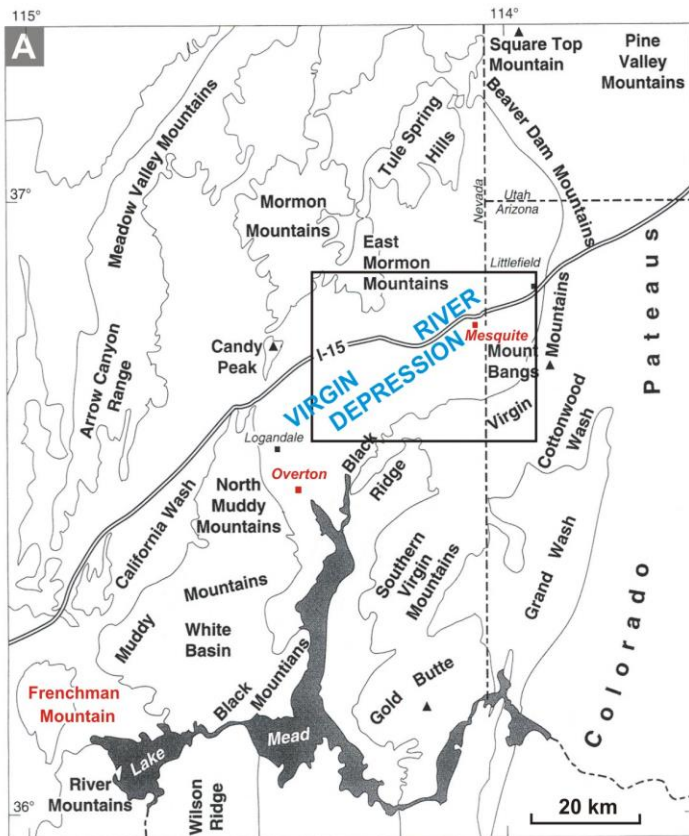 115°
114°
A
Square Top
Mountain
Pine
Valley
Mountains
Meadow Valley Mountains
Tule Spring
Hills
Beaver Dam Mountains
37°
Mormon
Mountains
Nevada
Utah
Arizona
East
Mormon
Mountains
Littlefield
Arrow Canyon
Range
Candy
Peak
I-15
VIRGIN RIVER
DEPRESSION
Mesquite
Mount
Bangs
Virgin Mountains
Cottonwood
Wash
Colorado Pateaus
Logandale
Overton
Black
Ridge
California Wash
North
Muddy
Mountains
Muddy Mountains
White
Basin
Southern
Virgin
Mountains
Grand Wash
Frenchman
Mountain
Black Mountians
Gold Butte
Lake Mead
River
Mountains
Wilson
Ridge
36°
20 km